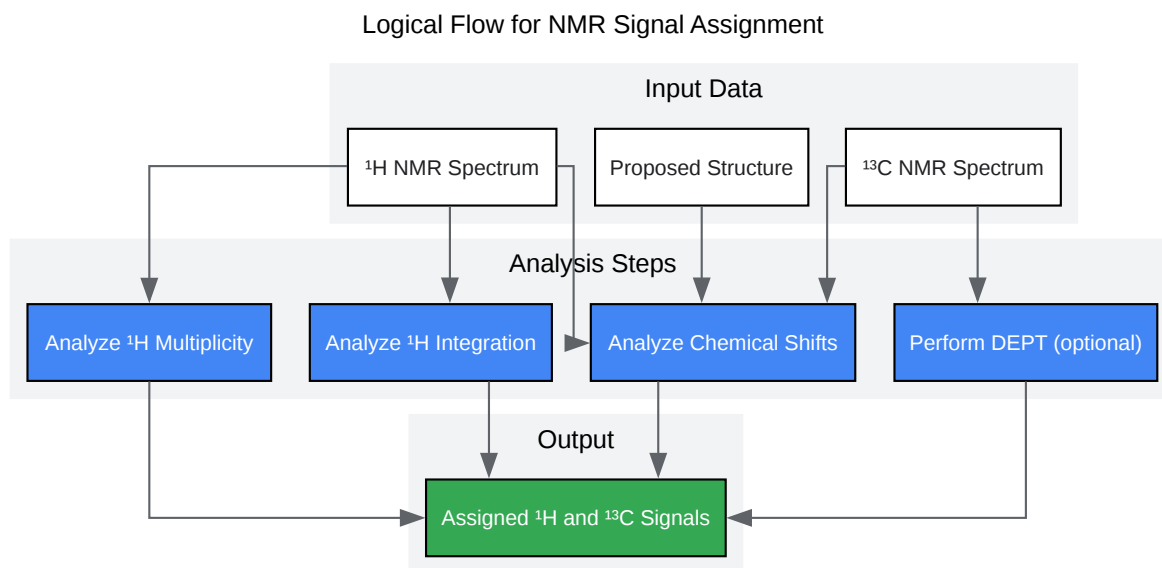 Logical Flow for NMR Signal Assignment
Input Data
¹H NMR Spectrum
Proposed Structure
¹³C NMR Spectrum
Analysis Steps
Analyze ¹H Multiplicity
Analyze ¹H Integration
Analyze Chemical Shifts
Perform DEPT (optional)
Output
Assigned ¹H and ¹³C Signals